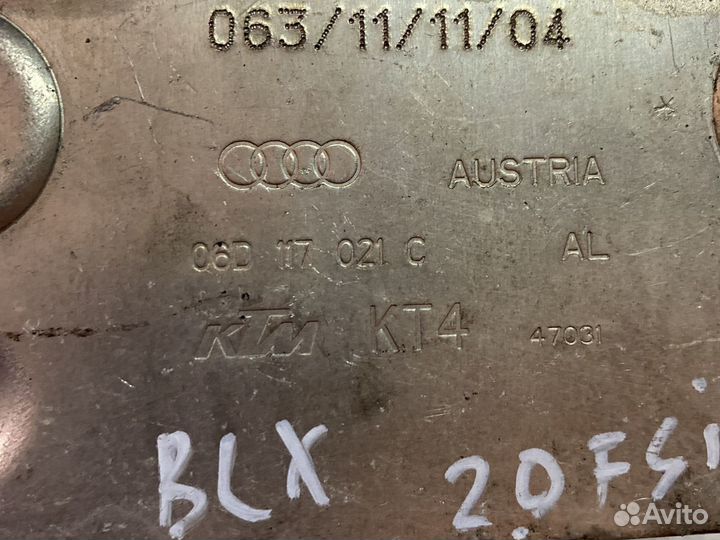 063/11/11/04
AUSTRIA
06D 117 021 C AL
KTM KT4 47031
BLX 2.0FSi
Avito